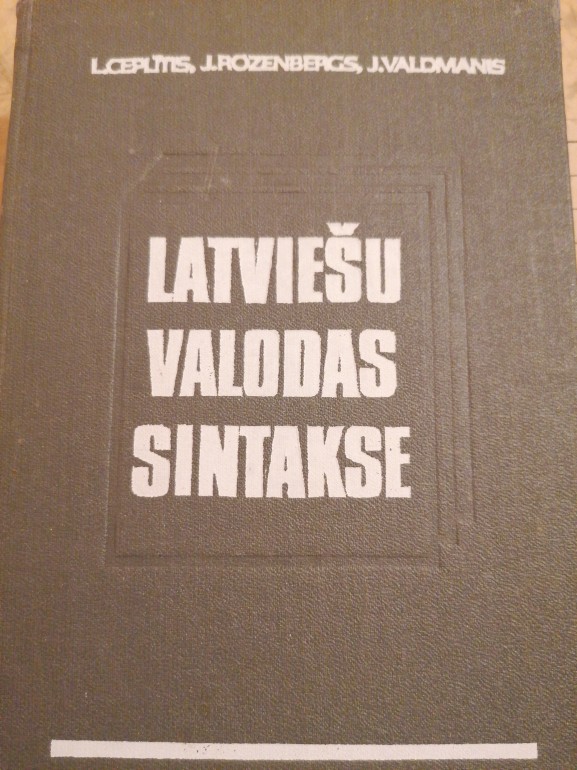 L.CEPLĪTIS, J.ROZENBERGS, J.VALDMANIS
LATVIEŠU
VALODAS
SINTAKSE